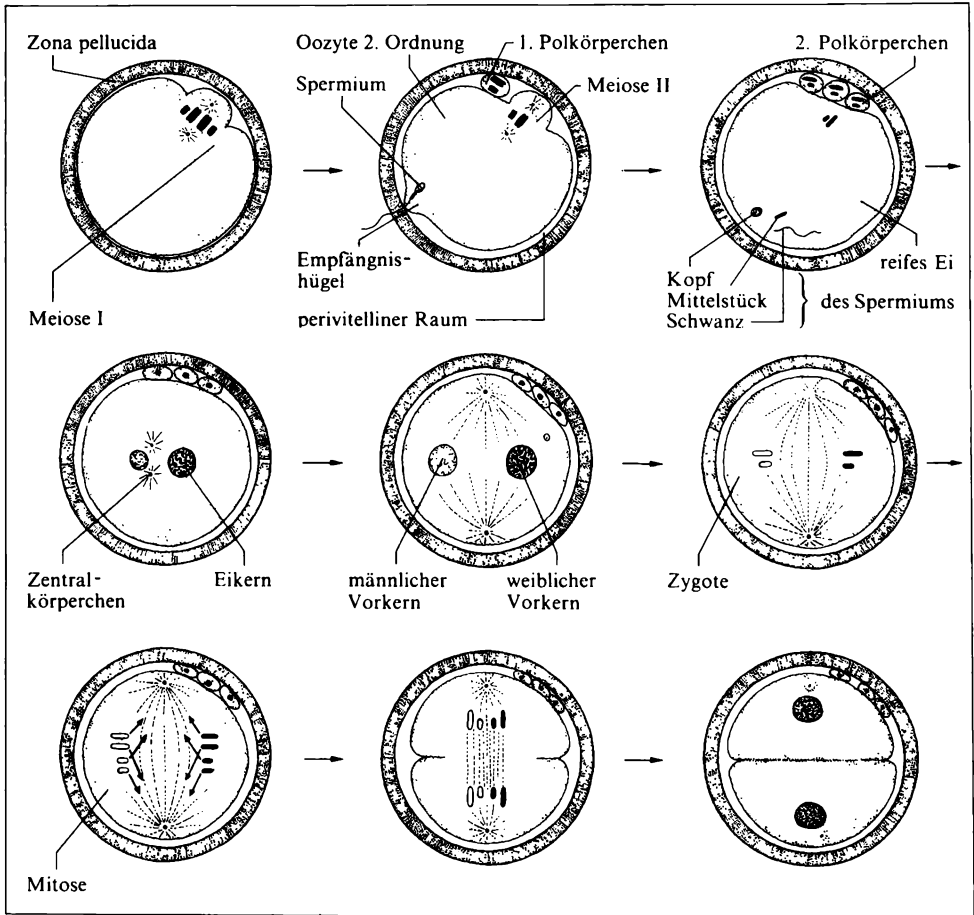 Zona pellucida
Oozyte 2. Ordnung
1. Polkörperchen
2. Polkörperchen
Spermium
Meiose II
Empfängnis-
hügel
perivitelliner Raum
Meiose I
reifes Ei
Kopf
Mittelstück
Schwanz
des Spermiums
Zentral-
körperchen
Eikern
männlicher
Vorkern
weiblicher
Vorkern
Zygote
Mitose